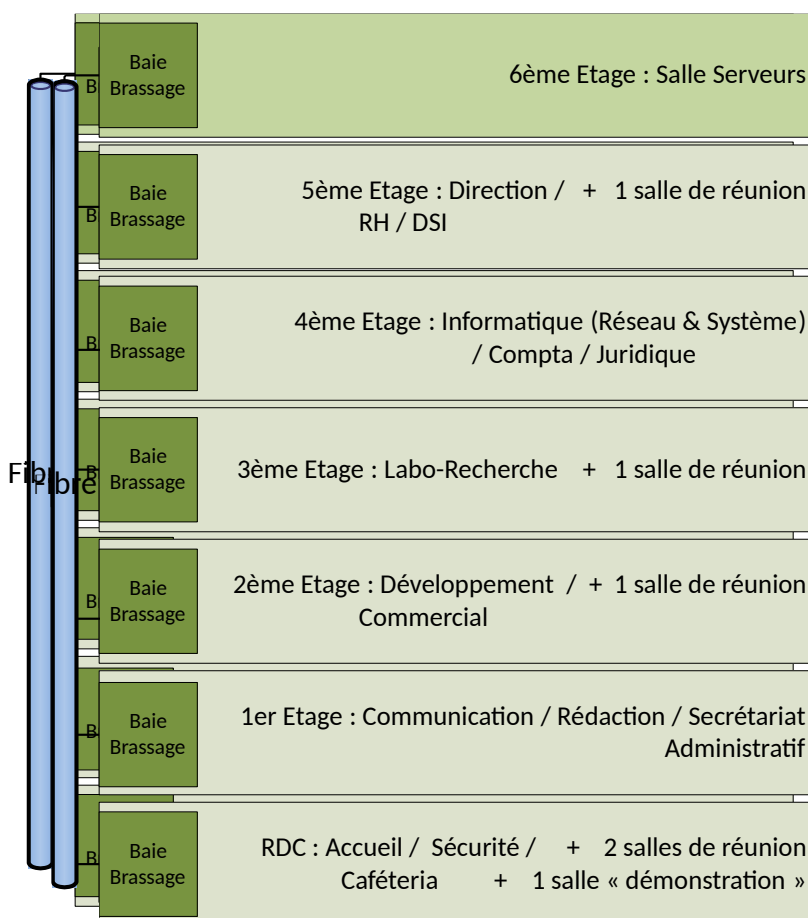 Baie
Brassage
6ème Etage : Salle Serveurs
Baie
Brassage
5ème Etage : Direction / + 1 salle de réunion
RH / DSI
Baie
Brassage
4ème Etage : Informatique (Réseau & Système)
/ Compta / Juridique
Baie
Brassage
3ème Etage : Labo-Recherche + 1 salle de réunion
Fibre
Baie
Brassage
2ème Etage : Développement / + 1 salle de réunion
Commercial
Baie
Brassage
1er Etage : Communication / Rédaction / Secrétariat
Administratif
Baie
Brassage
RDC : Accueil / Sécurité / + 2 salles de réunion
Caféteria + 1 salle « démonstration »